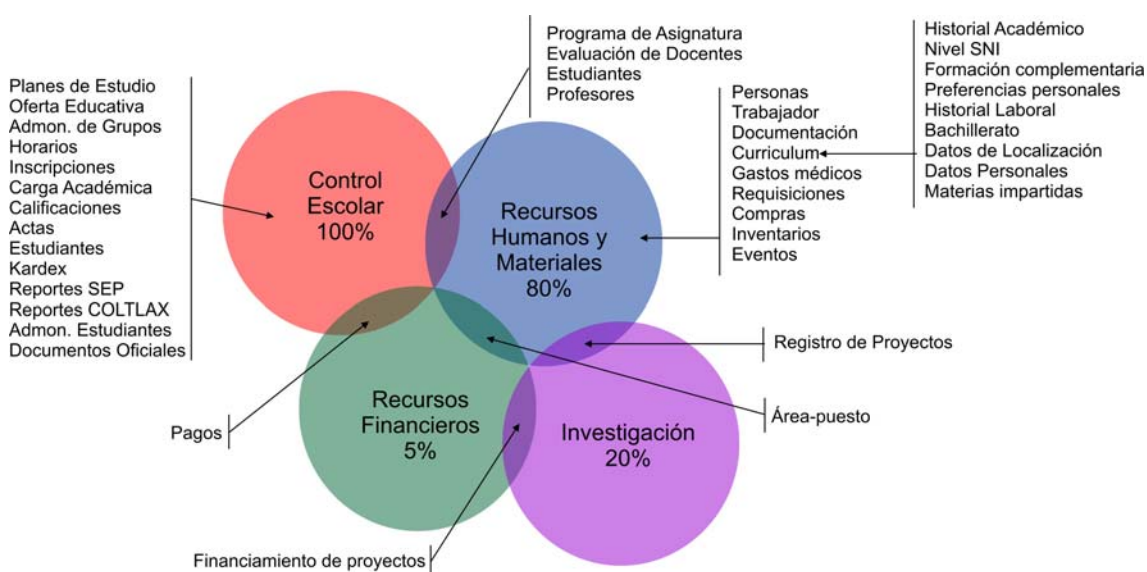 Programa de Asignatura
Evaluación de Docentes
Estudiantes
Profesores
Historial Académico
Nivel SNI
Formación complementaria
Preferencias personales
Historial Laboral
Bachillerato
Datos de Localización
Datos Personales
Materias impartidas
Planes de Estudio
Oferta Educativa
Admon. de Grupos
Horarios
Inscripciones
Carga Académica
Calificaciones
Actas
Estudiantes
Kardex
Reportes SEP
Reportes COLTLAX
Admon. Estudiantes
Documentos Oficiales
Personas
Trabajador
Documentación
Curriculum
Gastos médicos
Requisiciones
Compras
Inventarios
Eventos
Control
Escolar
100%
Recursos
Humanos y
Materiales
80%
Registro de Proyectos
Área-puesto
Pagos
Recursos
Financieros
5%
Investigación
20%
Financiamiento de proyectos